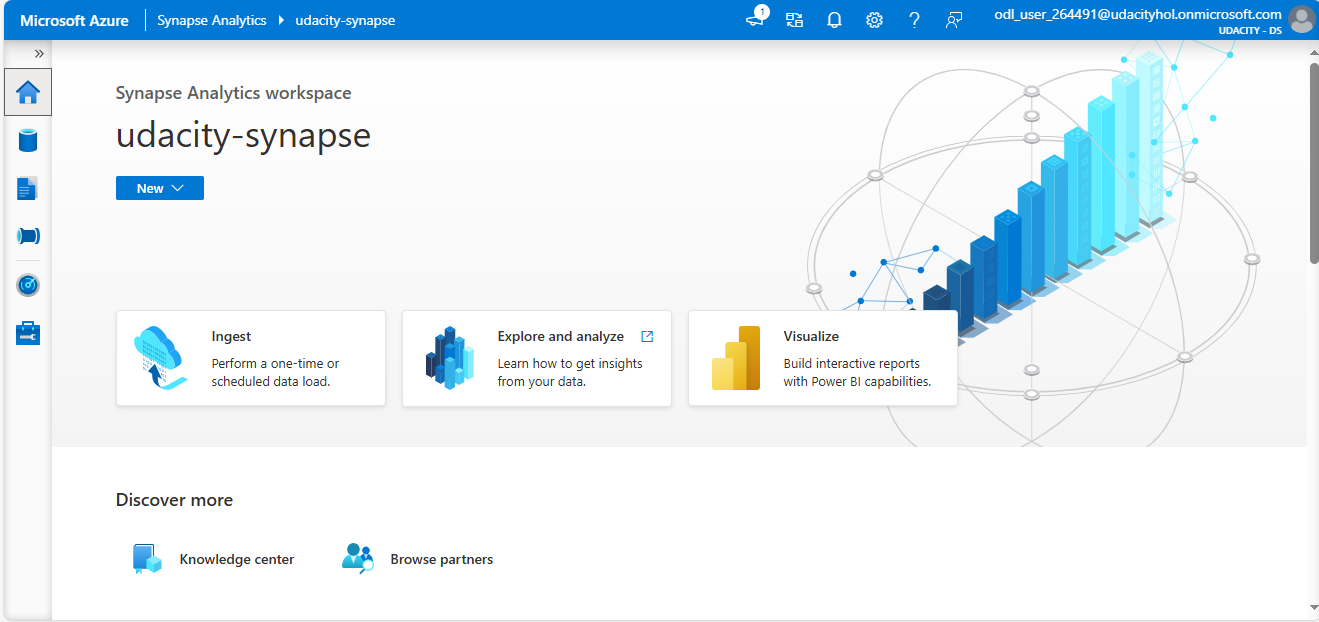 Microsoft Azure
Synapse Analytics
udacity-synapse
1
?
odl_user_264491@udacityhol.onmicrosoft.com
UDACITY - DS
Synapse Analytics workspace
udacity-synapse
New
Ingest
Perform a one-time or
scheduled data load.
Explore and analyze
Learn how to get insights
from your data.
Visualize
Build interactive reports
with Power BI capabilities.
Discover more
Knowledge center
Browse partners